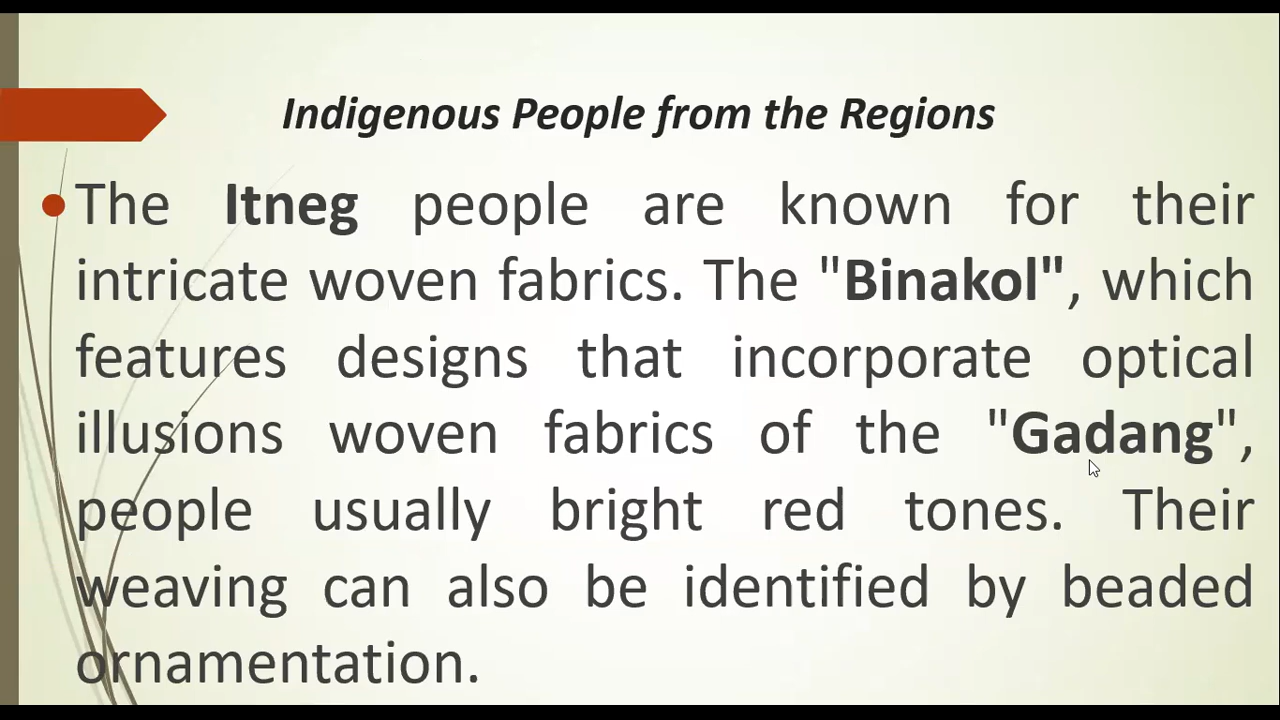 Indigenous People from the Regions
The Itneg people are known for their
intricate woven fabrics. The "Binakol", which
features designs that incorporate optical
illusions woven fabrics of the "Gadang",
people usually bright red tones. Their
weaving can also be identified by beaded
ornamentation.